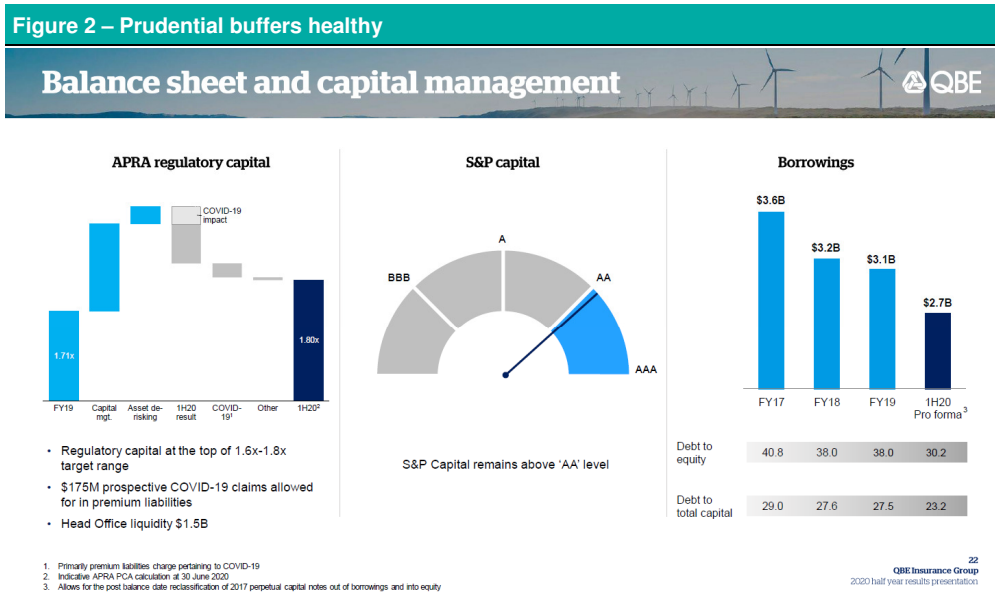 Figure 2 – Prudential buffers healthy
Balance sheet and capital management
QBE
APRA regulatory capital
COVID-19
impact
1.71x
1.80x
FY19
Capital
mgt.
Asset de-
risking
1H20
result
COVID-
19¹
Other
1H20²
• Regulatory capital at the top of 1.6x-1.8x
target range
• $175M prospective COVID-19 claims allowed
for in premium liabilities
• Head Office liquidity $1.5B
S&P capital
BBB
A
AA
AAA
S&P Capital remains above ‘AA’ level
Borrowings
$3.6B
$3.2B
$3.1B
$2.7B
FY17
FY18
FY19
1H20
Pro forma³
Debt to
equity
40.8 38.0 38.0 30.2
Debt to
total capital
29.0 27.6 27.5 23.2
1. Primarily premium liabilities charge pertaining to COVID-19
2. Indicative APRA PCA calculation at 30 June 2020
3. Allows for the post balance date reclassification of 2017 perpetual capital notes out of borrowings and into equity
22
QBE Insurance Group
2020 half year results presentation